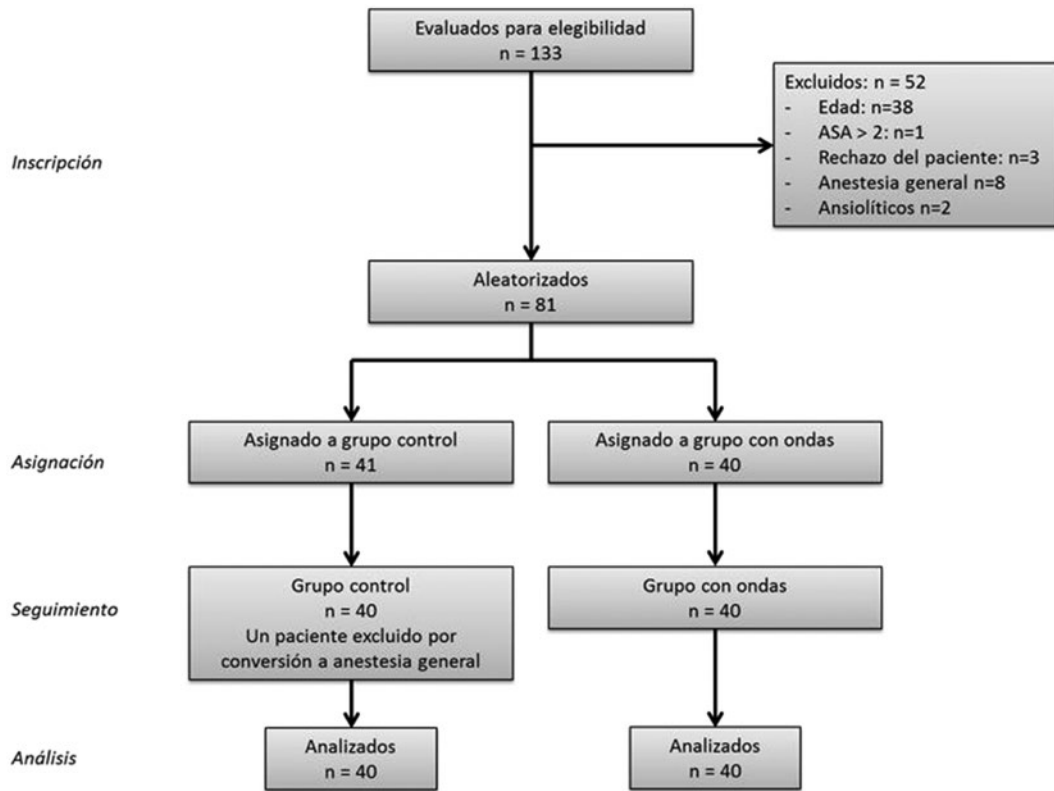 Evaluados para elegibilidad
n = 133
Excluidos: n = 52
- Edad: n=38
- ASA > 2: n=1
- Rechazo del paciente: n=3
- Anestesia general n=8
- Ansiolíticos n=2
Inscripción
Aleatorizados
n = 81
Asignación
Asignado a grupo control
n = 41
Asignado a grupo con ondas
n = 40
Seguimiento
Grupo control
n = 40
Un paciente excluido por
conversión a anestesia general
Grupo con ondas
n = 40
Análisis
Analizados
n = 40
Analizados
n = 40